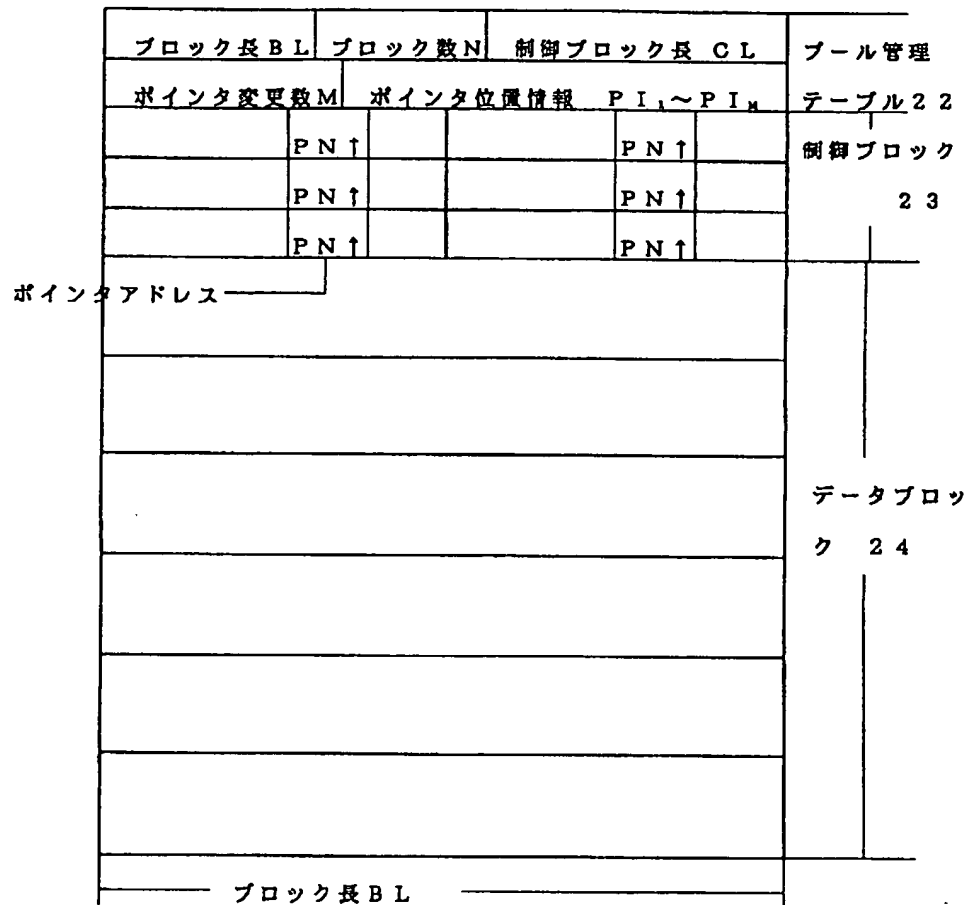 ブロック長BL ブロック数N 制御ブロック長 CL
プール管理
ポインタ変更数M ポインタ位置情報 PI₁～PIₘ
テーブル22
PN↑ PN↑
制御ブロック
PN↑ PN↑
23
PN↑ PN↑
ポインタアドレス
データブロッ
ク 24
ブロック長BL